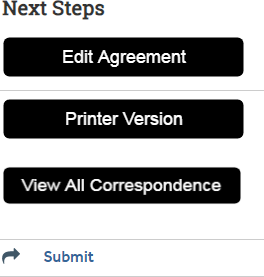 Next Steps
Edit Agreement
Printer Version
View All Correspondence
Submit